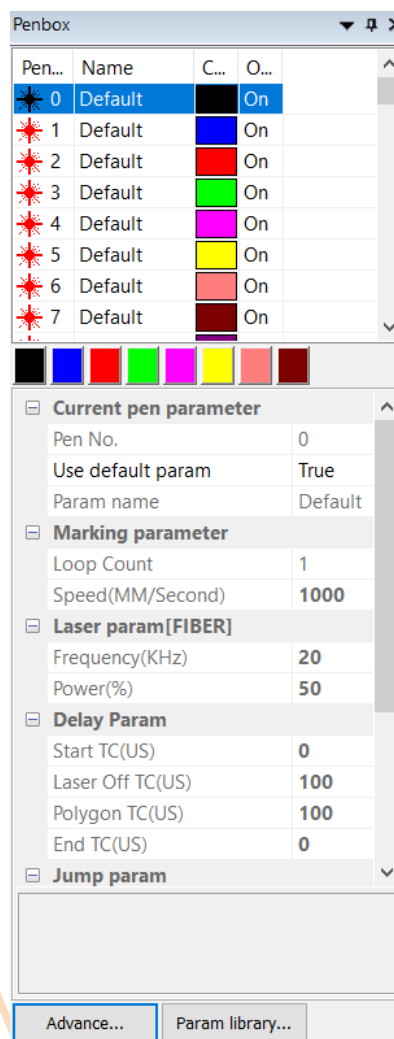 Penbox
Pen... Name C... O...
0 Default On
1 Default On
2 Default On
3 Default On
4 Default On
5 Default On
6 Default On
7 Default On
Current pen parameter
Pen No. 0
Use default param True
Param name Default
Marking parameter
Loop Count 1
Speed(MM/Second) 1000
Laser param[FIBER]
Frequency(KHz) 20
Power(%) 50
Delay Param
Start TC(US) 0
Laser Off TC(US) 100
Polygon TC(US) 100
End TC(US) 0
Jump param
Advance... Param library...